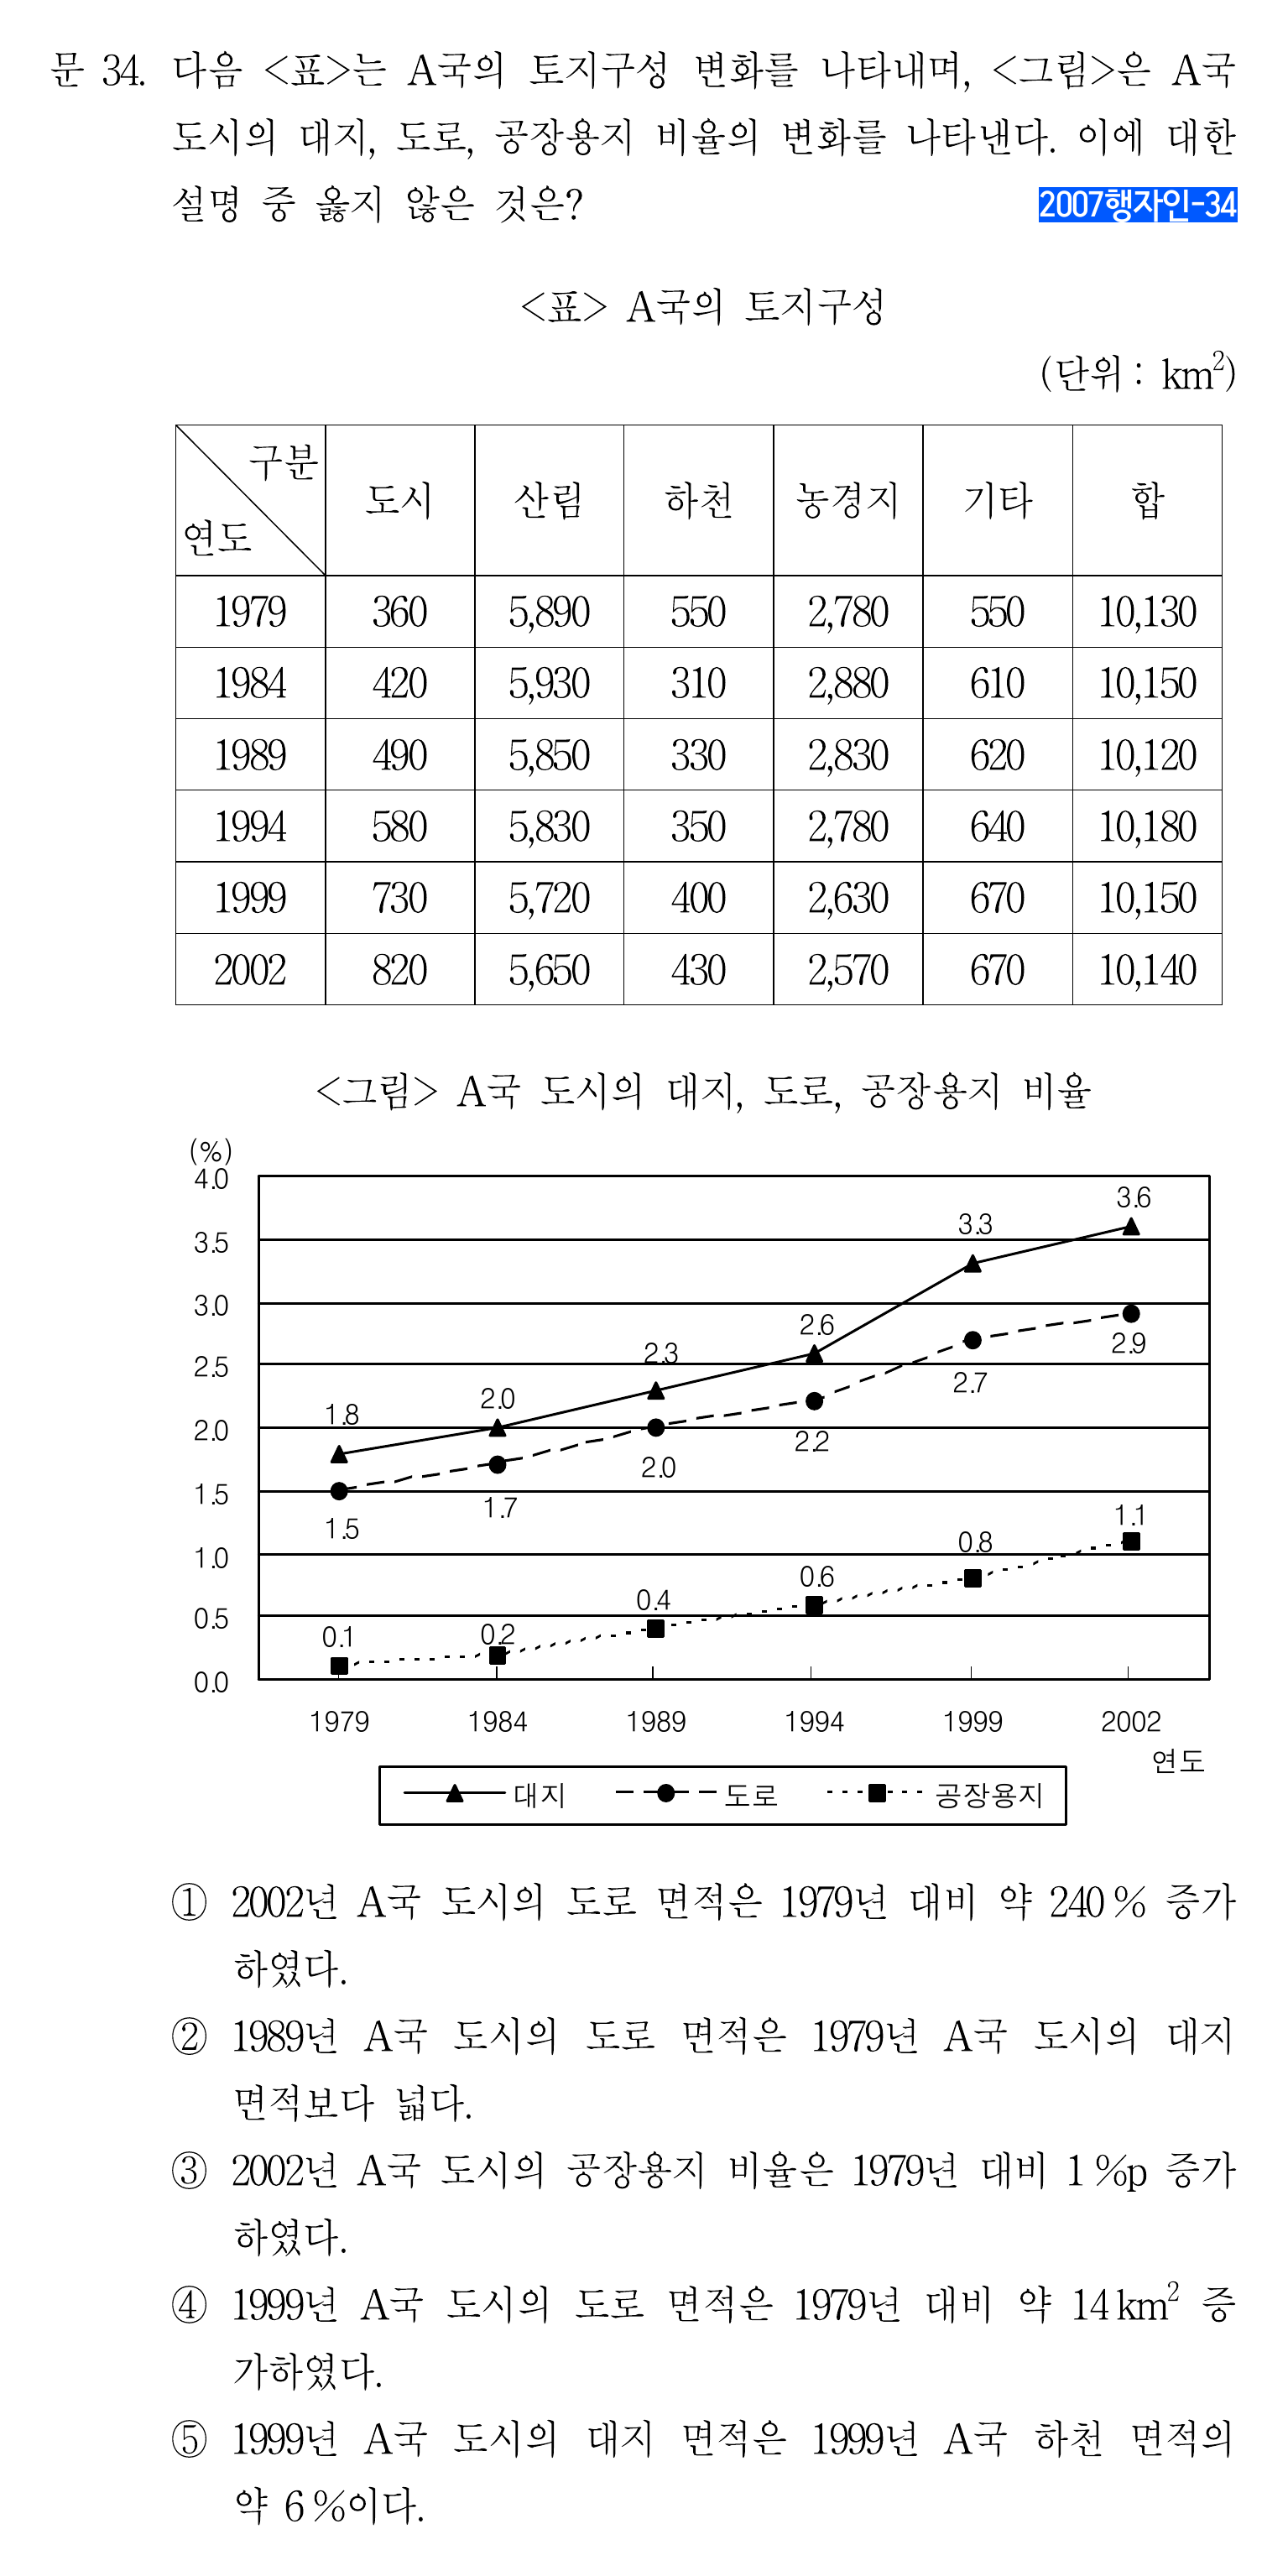 문 34. 다음 <표>는 A국의 토지구성 변화를 나타내며, <그림>은 A국
도시의 대지, 도로, 공장용지 비율의 변화를 나타낸다. 이에 대한
설명 중 옳지 않은 것은?
2007행자인-34
<표> A국의 토지구성
(단위 : km²)
구분
연도 도시 산림 하천 농경지 기타 합
1979 360 5,890 550 2,780 550 10,130
1984 420 5,930 310 2,880 610 10,150
1989 490 5,850 330 2,830 620 10,120
1994 580 5,830 350 2,780 640 10,180
1999 730 5,720 400 2,630 670 10,150
2002 820 5,650 430 2,570 670 10,140
<그림> A국 도시의 대지, 도로, 공장용지 비율
(%)
4.0
3.5
3.0
2.5
2.0
1.5
1.0
0.5
0.0
1.8 2.0 2.3 2.6 3.3 3.6
1.5 1.7 2.0 2.2 2.7 2.9
0.1 0.2 0.4 0.6 0.8 1.1
1979 1984 1989 1994 1999 2002
연도
대지 도로 공장용지
① 2002년 A국 도시의 도로 면적은 1979년 대비 약 240 % 증가
하였다.
② 1989년 A국 도시의 도로 면적은 1979년 A국 도시의 대지
면적보다 넓다.
③ 2002년 A국 도시의 공장용지 비율은 1979년 대비 1 %p 증가
하였다.
④ 1999년 A국 도시의 도로 면적은 1979년 대비 약 14 km² 증
가하였다.
⑤ 1999년 A국 도시의 대지 면적은 1999년 A국 하천 면적의
약 6 %이다.